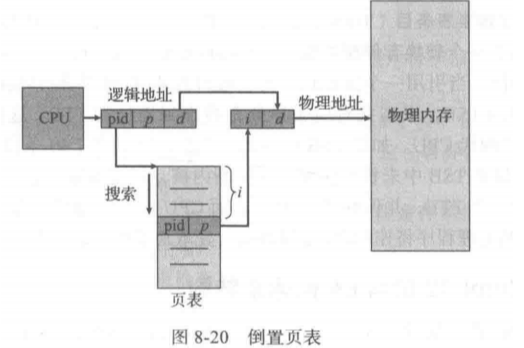 逻辑地址
物理地址
CPU
pid p d
i d
物理内存
搜索
i
pid p
页表
图 8-20 倒置页表